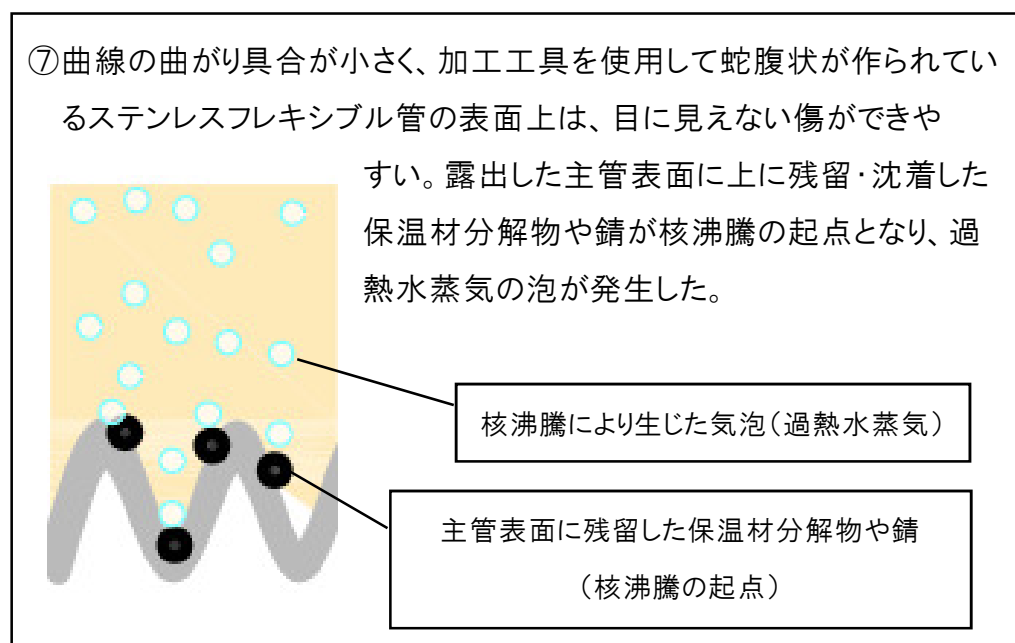 ⑦曲線の曲がり具合が小さく、加工工具を使用して蛇腹状が作られてい
るステンレスフレキシブル管の表面上は、目に見えない傷ができや
すい。露出した主管表面に上に残留・沈着した
保温材分解物や錆が核沸騰の起点となり、過
熱水蒸気の泡が発生した。
核沸騰により生じた気泡（過熱水蒸気）
主管表面に残留した保温材分解物や錆
（核沸騰の起点）